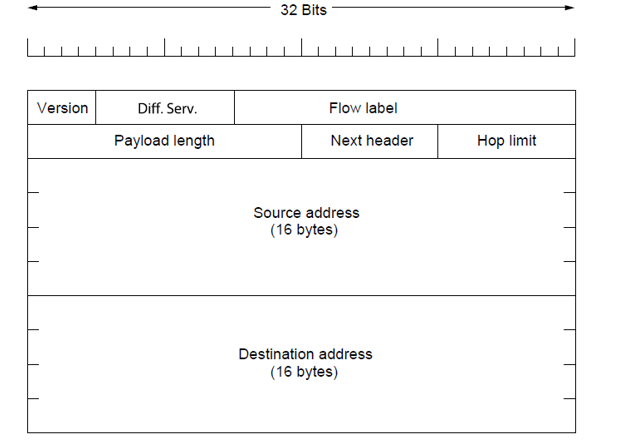 32 Bits
Version Diff. Serv. Flow label
Payload length Next header Hop limit
Source address
(16 bytes)
Destination address
(16 bytes)